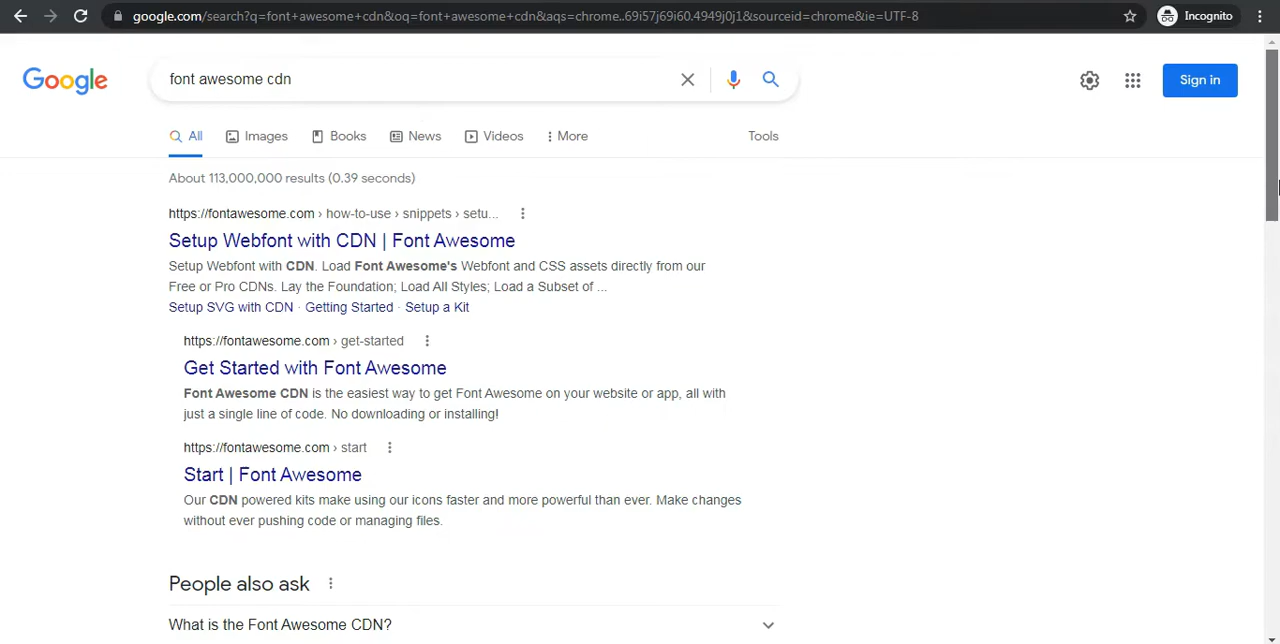 google.com/search?q=font+awesome+cdn&oq=font+awesome+cdn&aqs=chrome..69i57j69i60.4949j0j1&sourceid=chrome&ie=UTF-8
Incognito
Google
font awesome cdn
Sign in
All
Images
Books
News
Videos
More
Tools
About 113,000,000 results (0.39 seconds)
https://fontawesome.com › how-to-use › snippets › setu...
Setup Webfont with CDN | Font Awesome
Setup Webfont with CDN. Load Font Awesome's Webfont and CSS assets directly from our
Free or Pro CDNs. Lay the Foundation; Load All Styles; Load a Subset of ...
Setup SVG with CDN · Getting Started · Setup a Kit
https://fontawesome.com › get-started
Get Started with Font Awesome
Font Awesome CDN is the easiest way to get Font Awesome on your website or app, all with
just a single line of code. No downloading or installing!
https://fontawesome.com › start
Start | Font Awesome
Our CDN powered kits make using our icons faster and more powerful than ever. Make changes
without ever pushing code or managing files.
People also ask
What is the Font Awesome CDN?